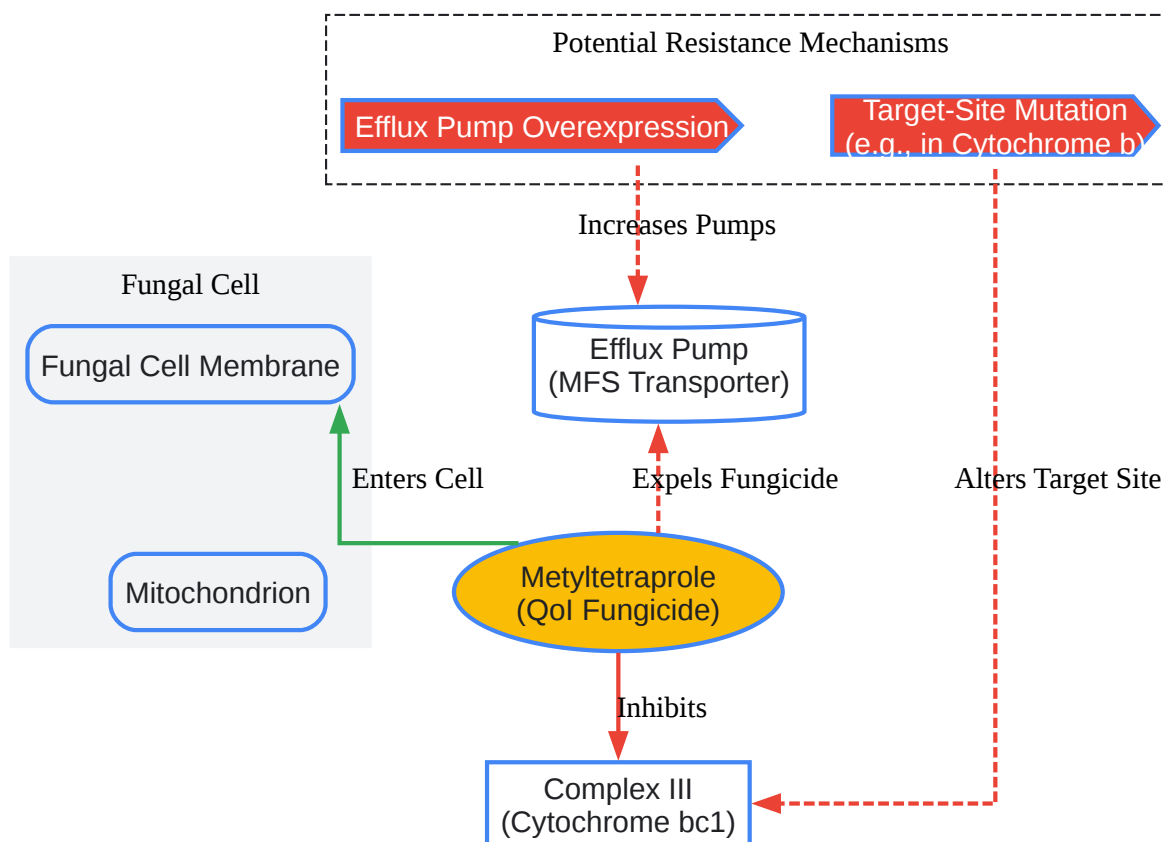 Potential Resistance Mechanisms
Efflux Pump Overexpression
Target-Site Mutation
(e.g., in Cytochrome b)
Increases Pumps
Fungal Cell
Fungal Cell Membrane
Efflux Pump
(MFS Transporter)
Enters Cell
Expels Fungicide
Alters Target Site
Mitochondrion
Metyltetraprole
(QoI Fungicide)
Inhibits
Complex III
(Cytochrome bc1)